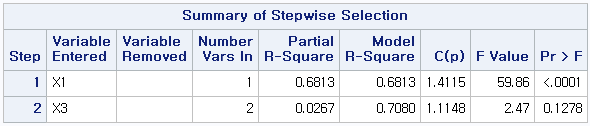 Summary of Stepwise Selection
Step Variable Entered Variable Removed Number Vars In Partial R-Square Model R-Square C(p) F Value Pr > F
1 X1 1 0.6813 0.6813 1.4115 59.86 <.0001
2 X3 2 0.0267 0.7080 1.1148 2.47 0.1278